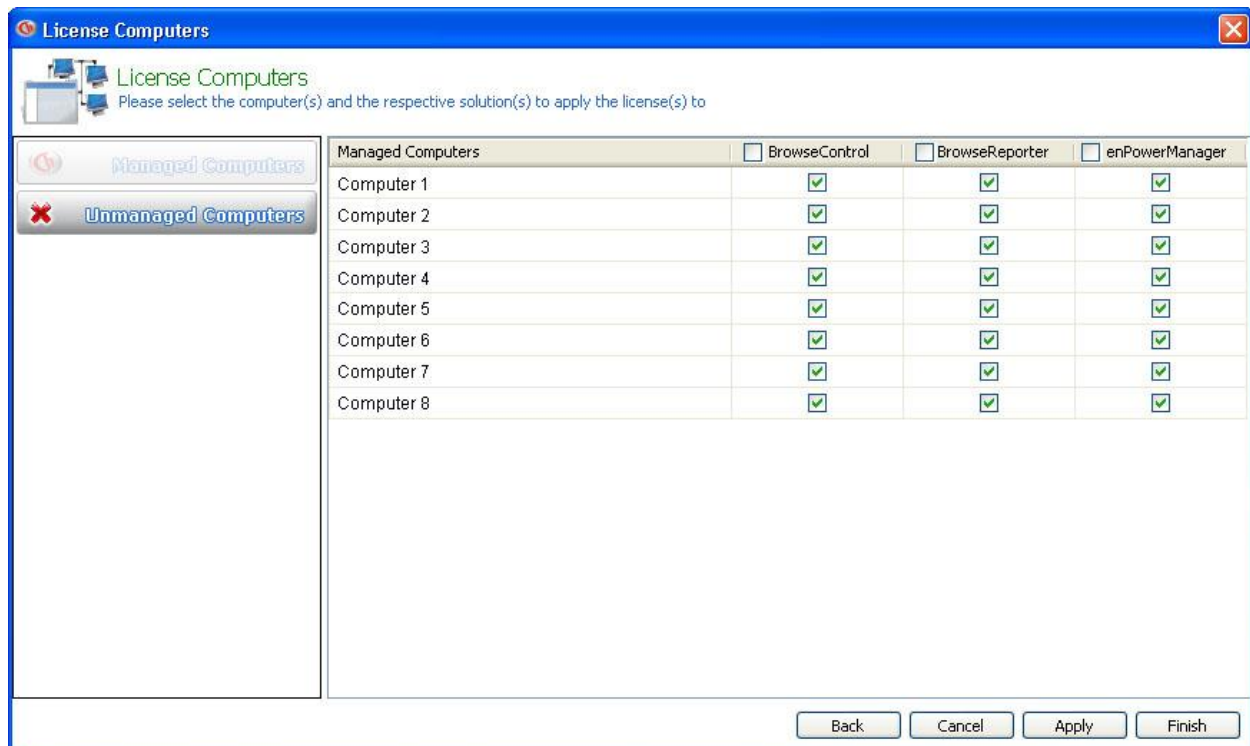 License Computers
License Computers
Please select the computer(s) and the respective solution(s) to apply the license(s) to
Managed Computers
Unmanaged Computers
Managed Computers BrowseControl BrowseReporter enPowerManager
Computer 1
Computer 2
Computer 3
Computer 4
Computer 5
Computer 6
Computer 7
Computer 8
Back Cancel Apply Finish